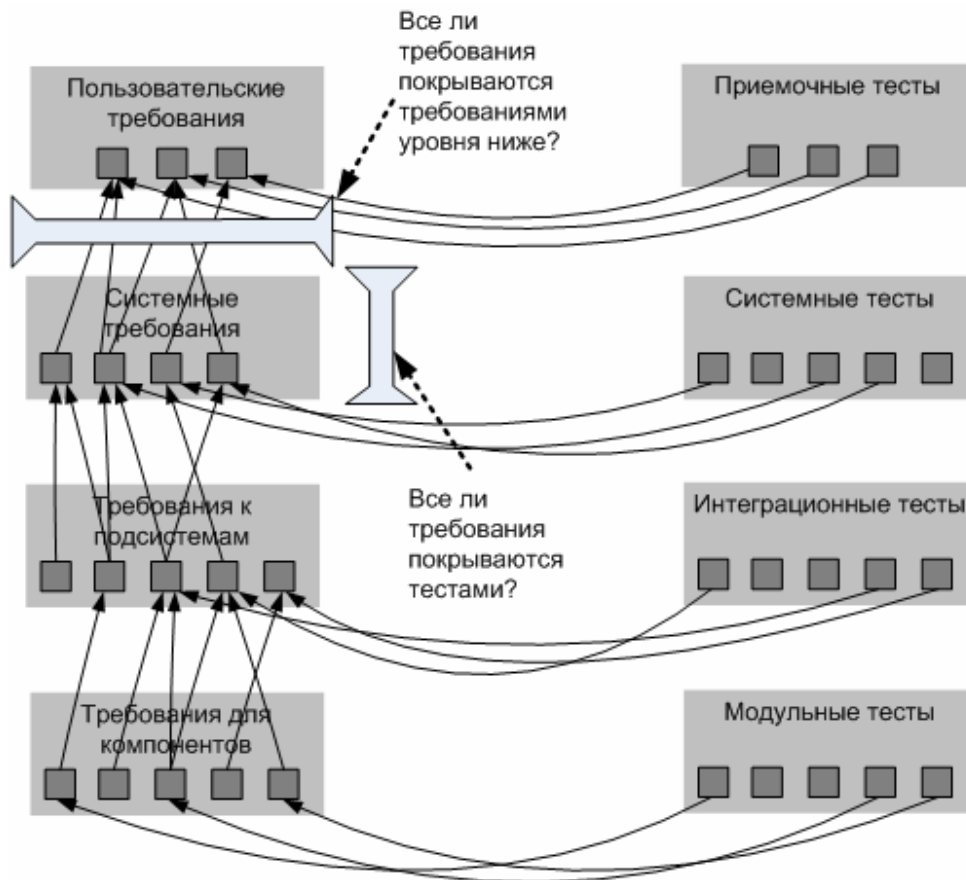 Все ли
требования
покрываются
требованиями
уровня ниже?
Пользовательские
требования
Приемочные тесты
Системные
требования
Системные тесты
Требования к
подсистемам
Все ли
требования
покрываются
тестами?
Интеграционные тесты
Требования для
компонентов
Модульные тесты